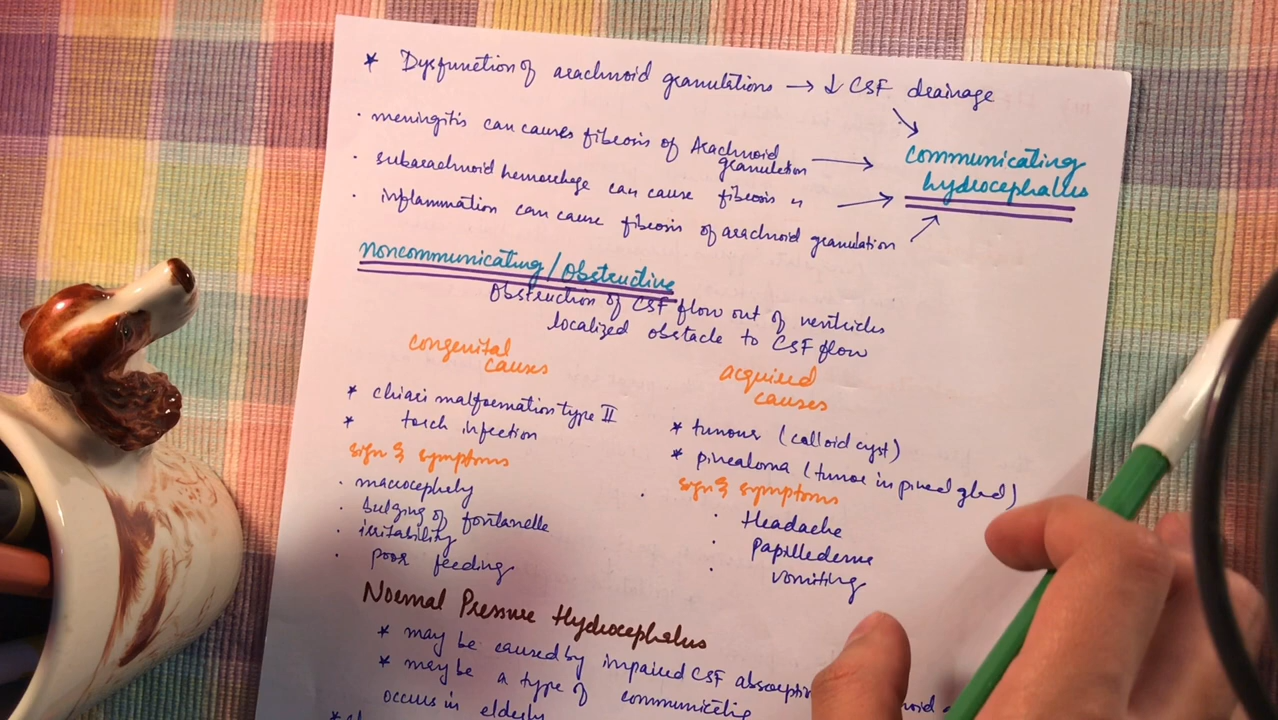 * Dysfunction of arachnoid granulations → ↓ CSF drainage
· meningitis can causes fibrosis of Arachnoid granulation →
communicating hydrocephalus
· subarachnoid hemorrhage can cause fibrosis " →
· inflammation can cause fibrosis of arachnoid granulation
noncommunicating/Obstructive
Obstruction of CSF flow out of ventricles
localized obstacle to CSF flow
congenital causes
* chiari malformation type II
* torch infection
sign & symptoms
· macocephely
· Bulging of fontanelle
· irritability
· poor feeding
acquired causes
* tumour (colloid cyst)
* pinealoma (tumor in pineal gland)
sign & symptoms
· Headache
· Papilledema
· vomiting
Normal Pressure Hydrocephalus
* may be caused by impaired CSF
* may be a type of communicating
occurs in elderly